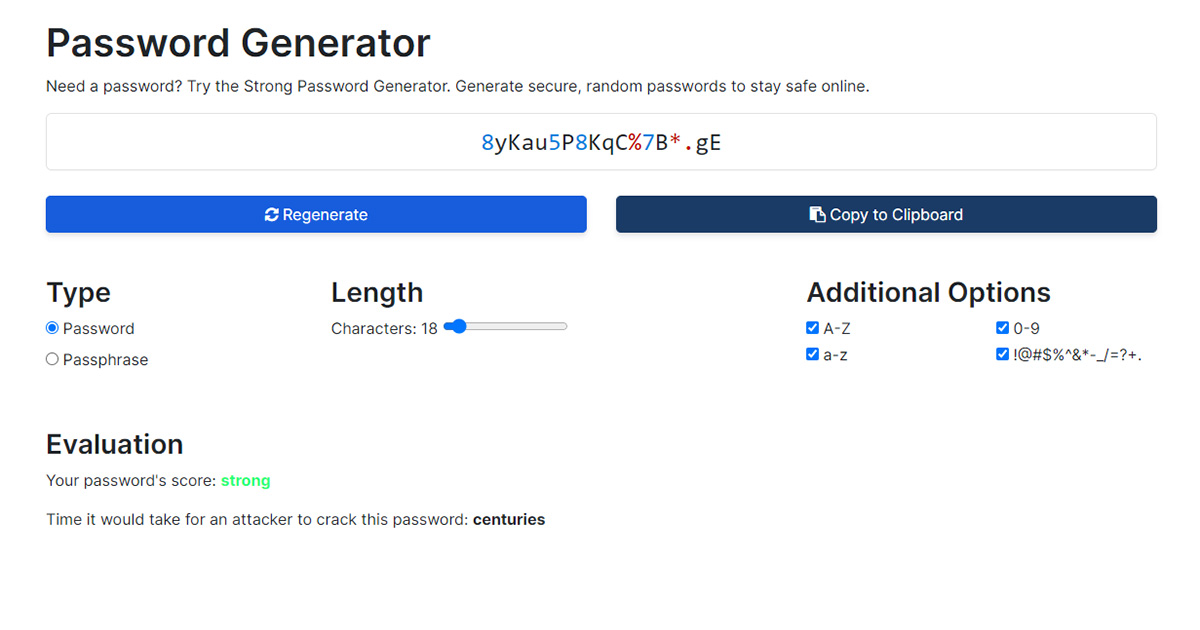 Password Generator
Need a password? Try the Strong Password Generator. Generate secure, random passwords to stay safe online.
8yKau5P8KqC%7B*.gE
Regenerate
Copy to Clipboard
Type
Password
Passphrase
Length
Characters: 18
Additional Options
A-Z
0-9
a-z
!@#$%^&*-_/=?+.
Evaluation
Your password's score: strong
Time it would take for an attacker to crack this password: centuries